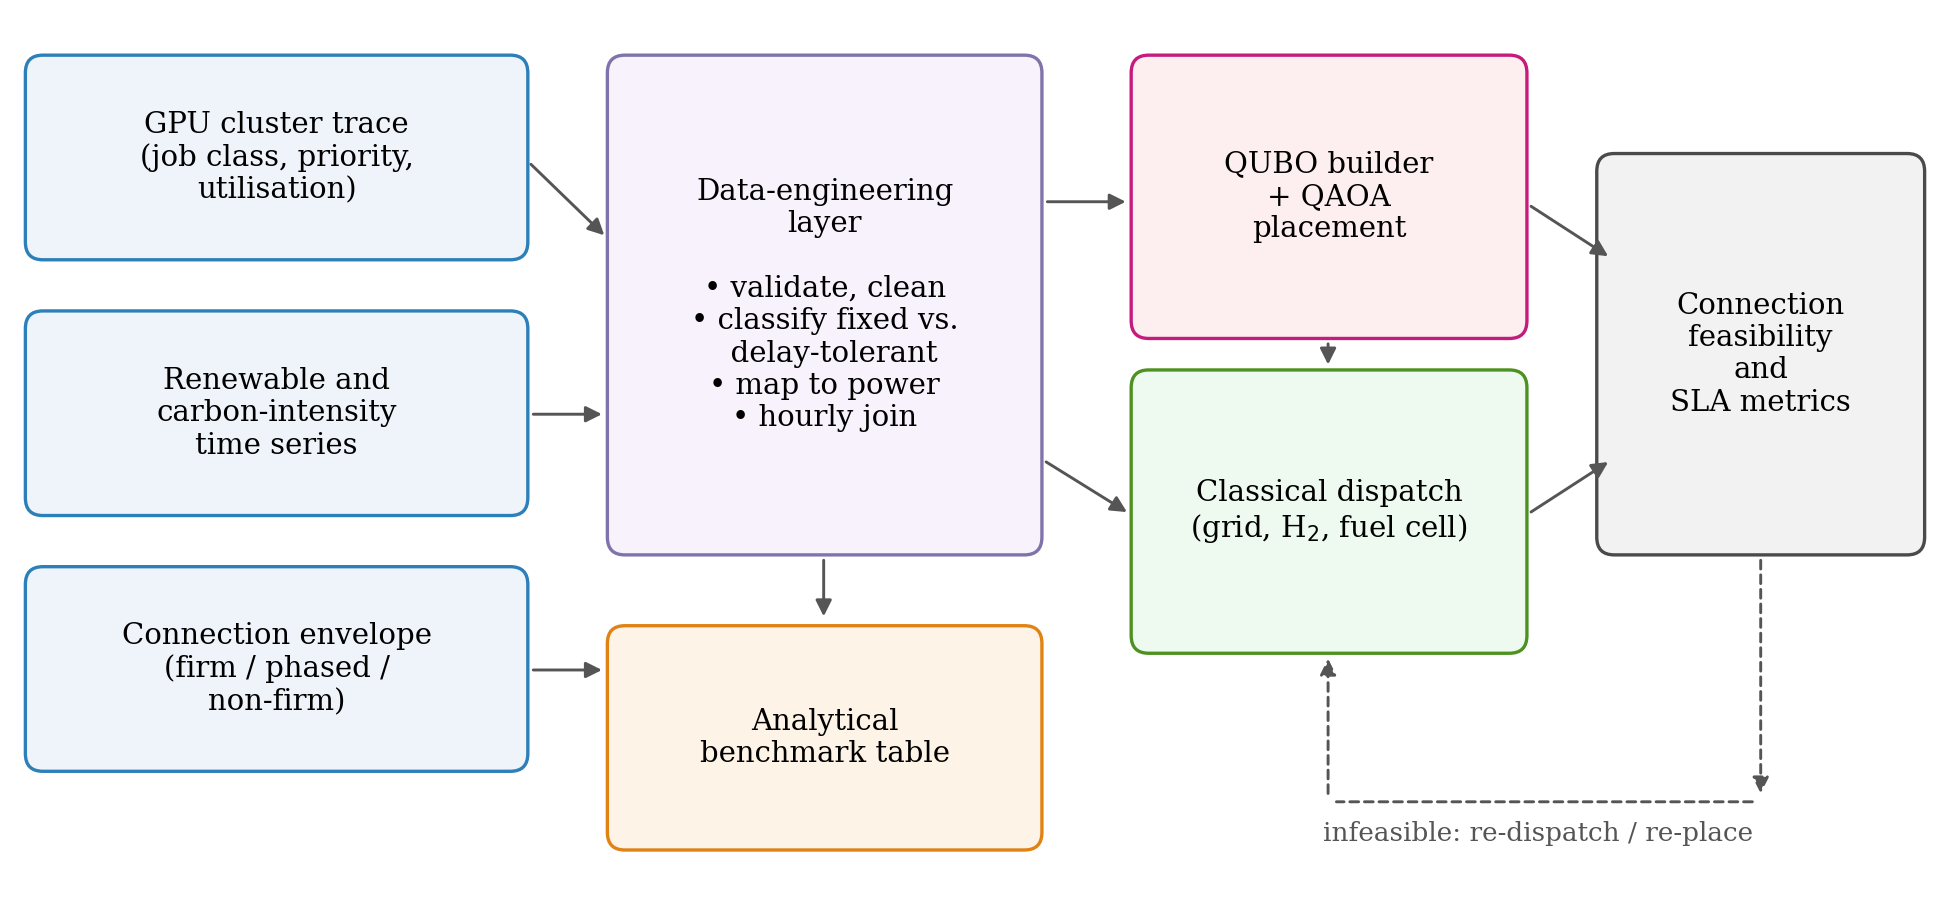 GPU cluster trace
(job class, priority,
utilisation)
Renewable and
carbon-intensity
time series
Connection envelope
(firm / phased /
non-firm)
Data-engineering
layer
• validate, clean
• classify fixed vs.
delay-tolerant
• map to power
• hourly join
Analytical
benchmark table
QUBO builder
+ QAOA
placement
Classical dispatch
(grid, H₂, fuel cell)
Connection
feasibility
and
SLA metrics
infeasible: re-dispatch / re-place